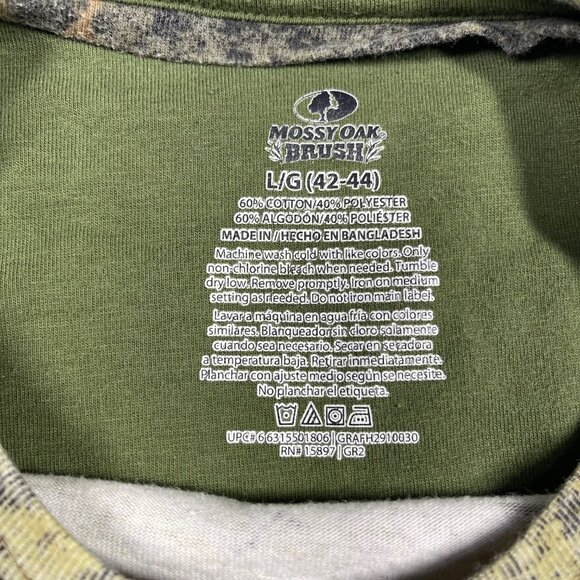 MOSSY OAK
BRUSH
L/G (42-44)
60% COTTON/40% POLYESTER
60% ALGODÓN/40% POLIÉSTER
MADE IN / HECHO EN BANGLADESH
Machine wash cold with like colors. Only
non-chlorine bleach when needed. Tumble
dry low. Remove promptly. Iron on medium
setting as needed. Do not iron main label.
Lavar a máquina en agua fría con colores
similares. Blanqueador sin cloro solamente
cuando sea necesario. Secar en secadora
a temperatura baja. Retirar inmediatamente.
Planchar con ajuste medio según se necesite.
No planchar el etiqueta.
UPC# 6 6315501806 | GRAFH2910030
RN# 15897 | GR2